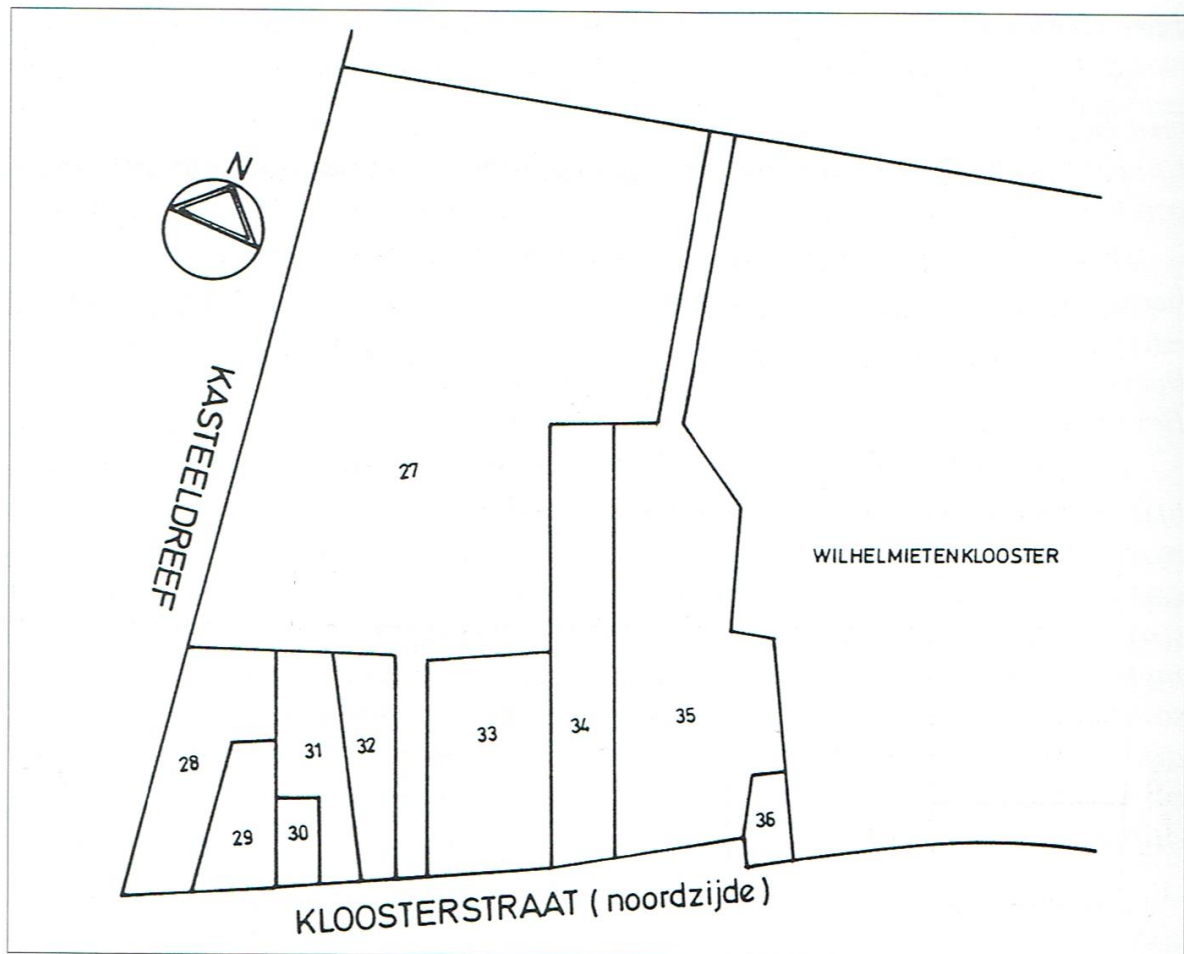 N
KASTEELDREEF
27
WILHELMIETENKLOOSTER
28
29
30
31
32
33
34
35
36
KLOOSTERSTRAAT ( noordzijde )